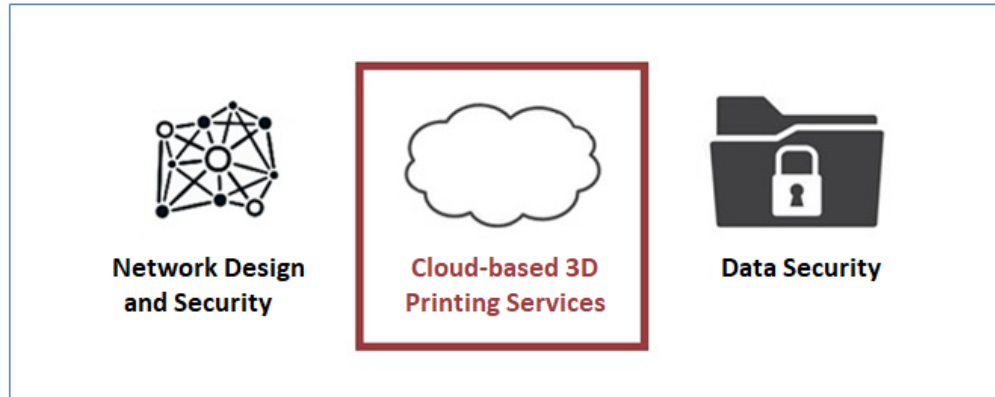 Network Design
and Security
Cloud-based 3D
Printing Services
Data Security